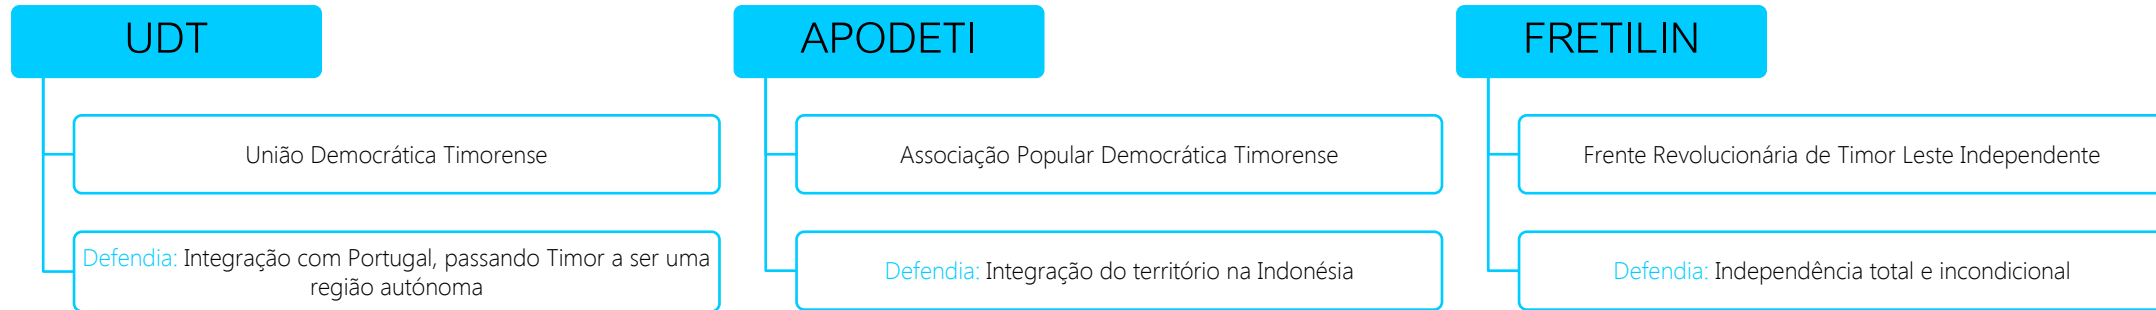 UDT
União Democrática Timorense
Defendia: Integração com Portugal, passando Timor a ser uma
região autónoma
APODETI
Associação Popular Democrática Timorense
Defendia: Integração do território na Indonésia
FRETILIN
Frente Revolucionária de Timor Leste Independente
Defendia: Independência total e incondicional